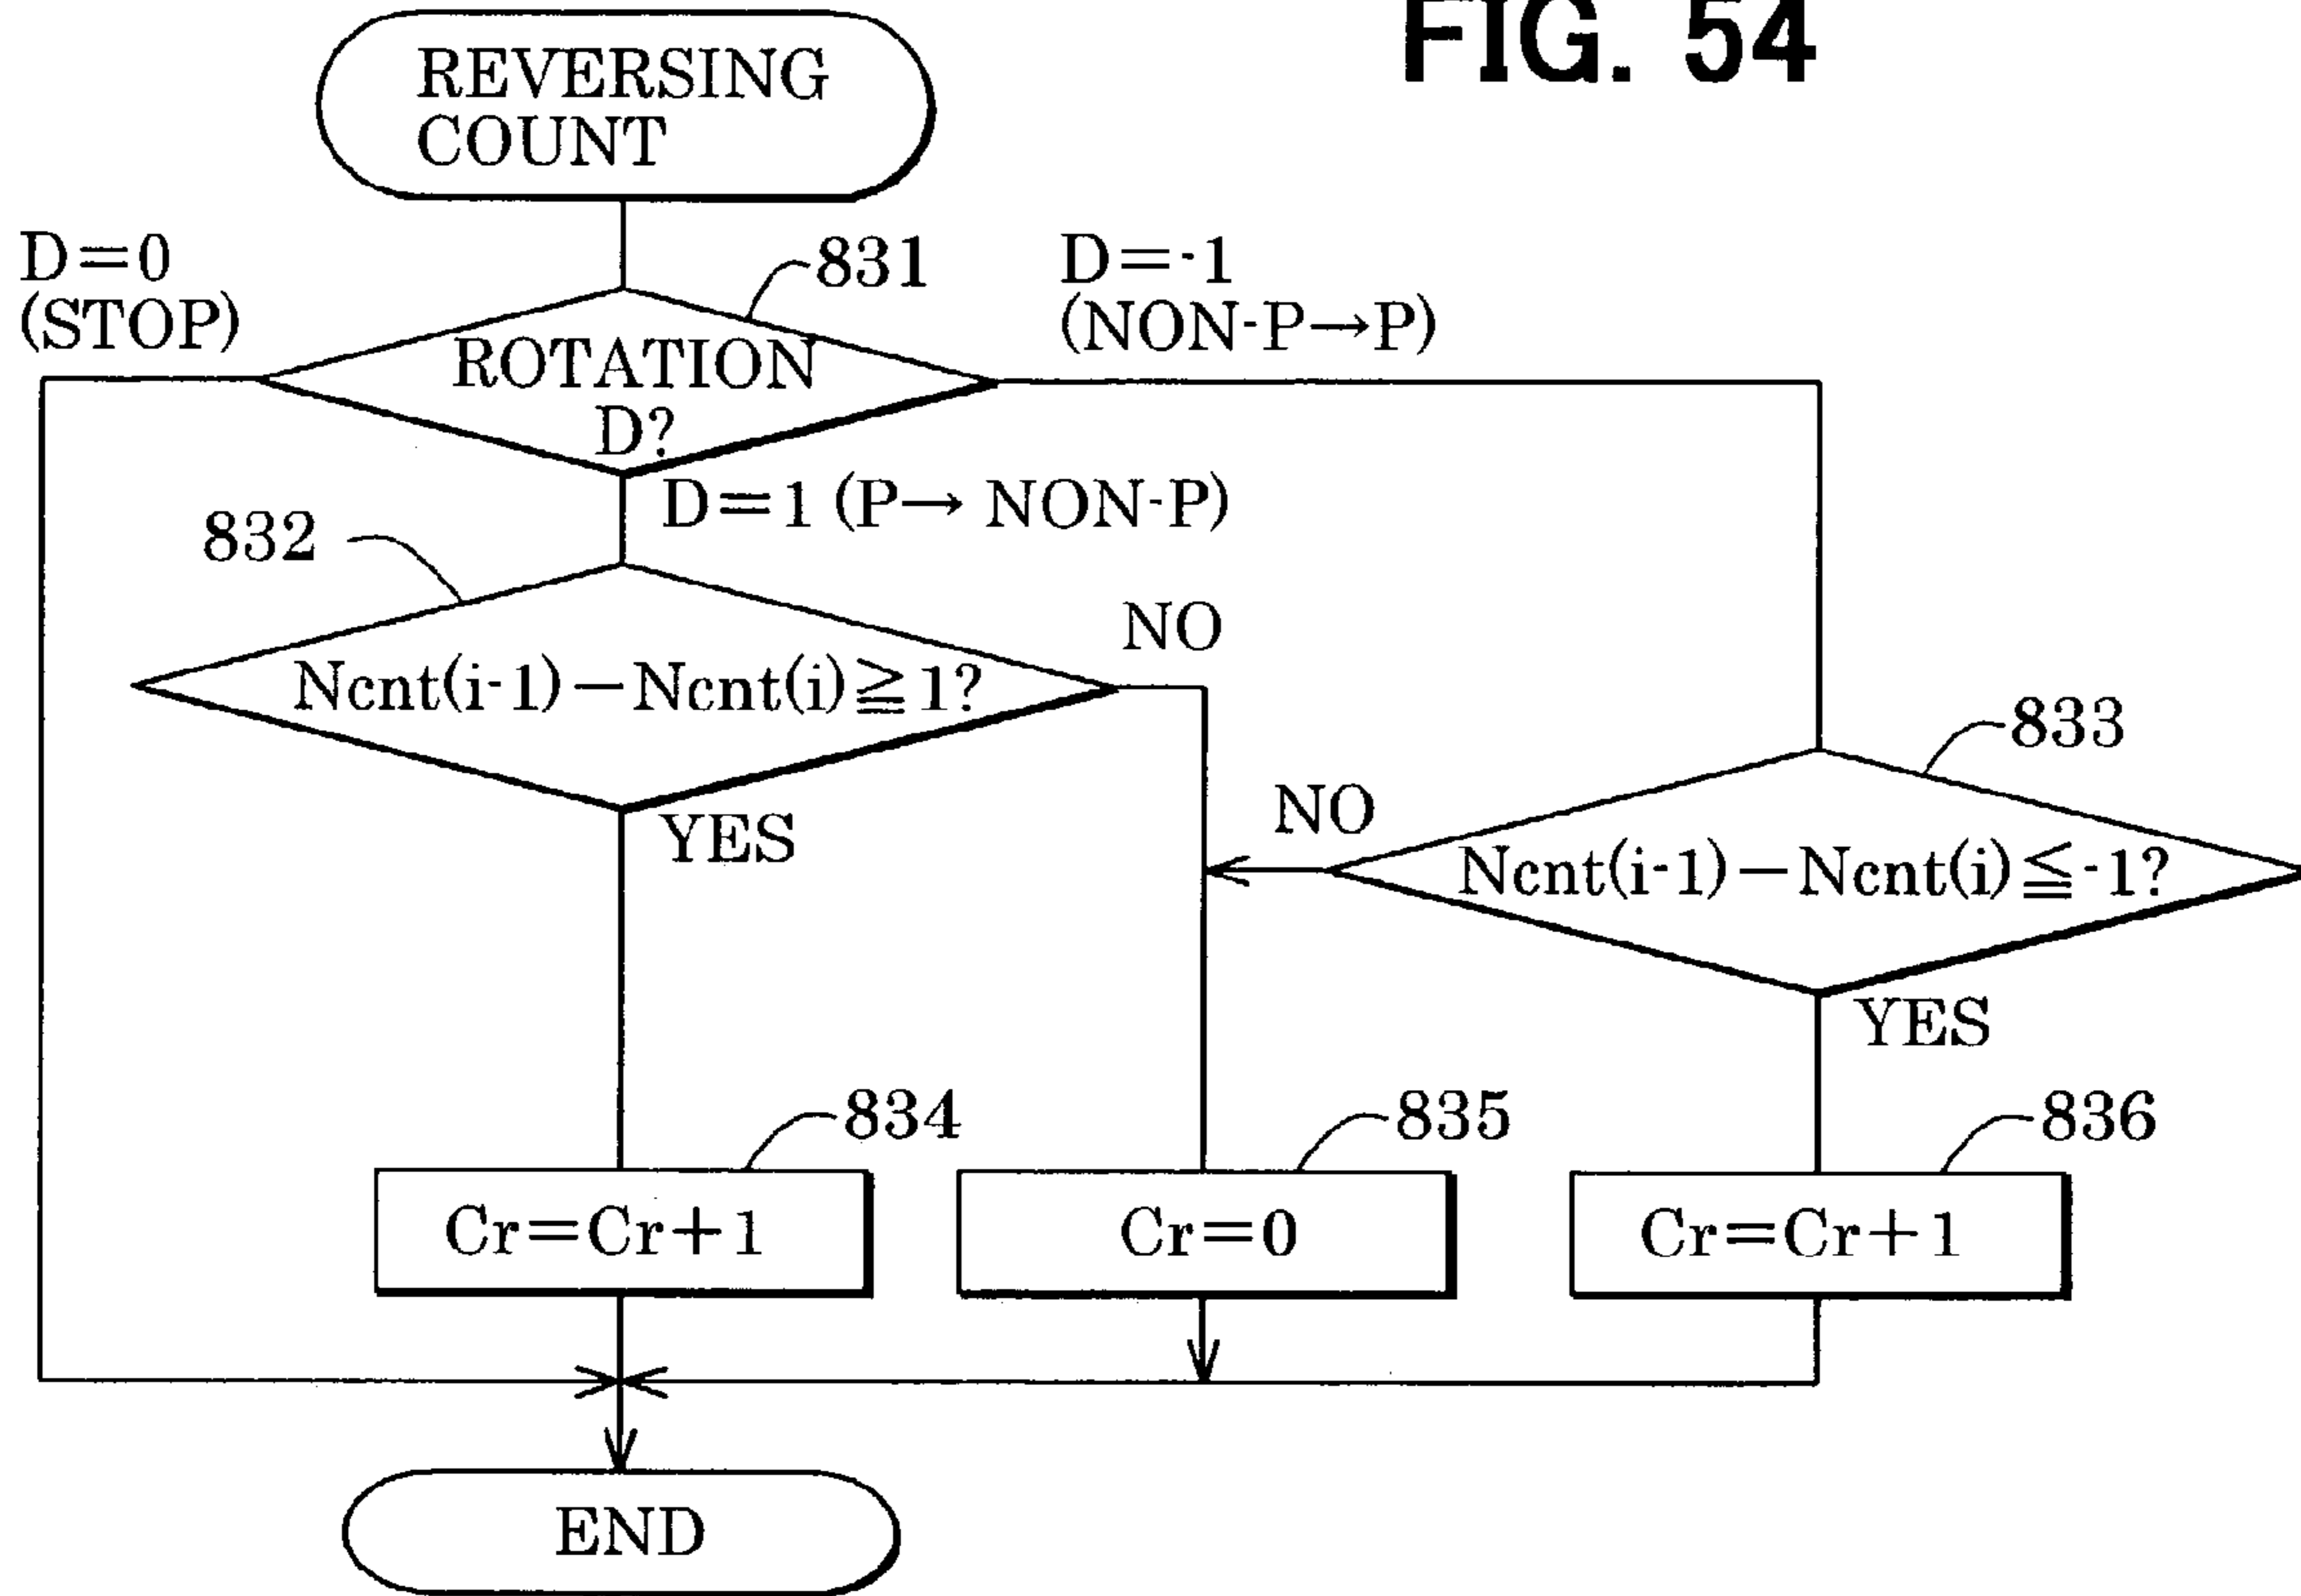 FIG. 54
REVERSING
COUNT
D=0
(STOP)
831
D=-1
(NON-P→P)
ROTATION
D?
D=1 (P→ NON-P)
832
NO
Ncnt(i-1)-Ncnt(i)≧1?
YES
833
NO
Ncnt(i-1)-Ncnt(i)≦-1?
YES
834
835
836
Cr=Cr+1
Cr=0
Cr=Cr+1
END